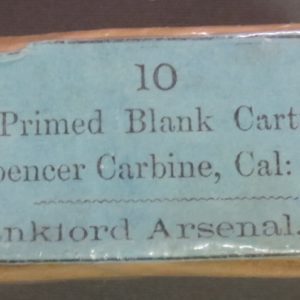 10
Primed Blank Cart
pencer Carbine, Cal:
nkford Arsenal.